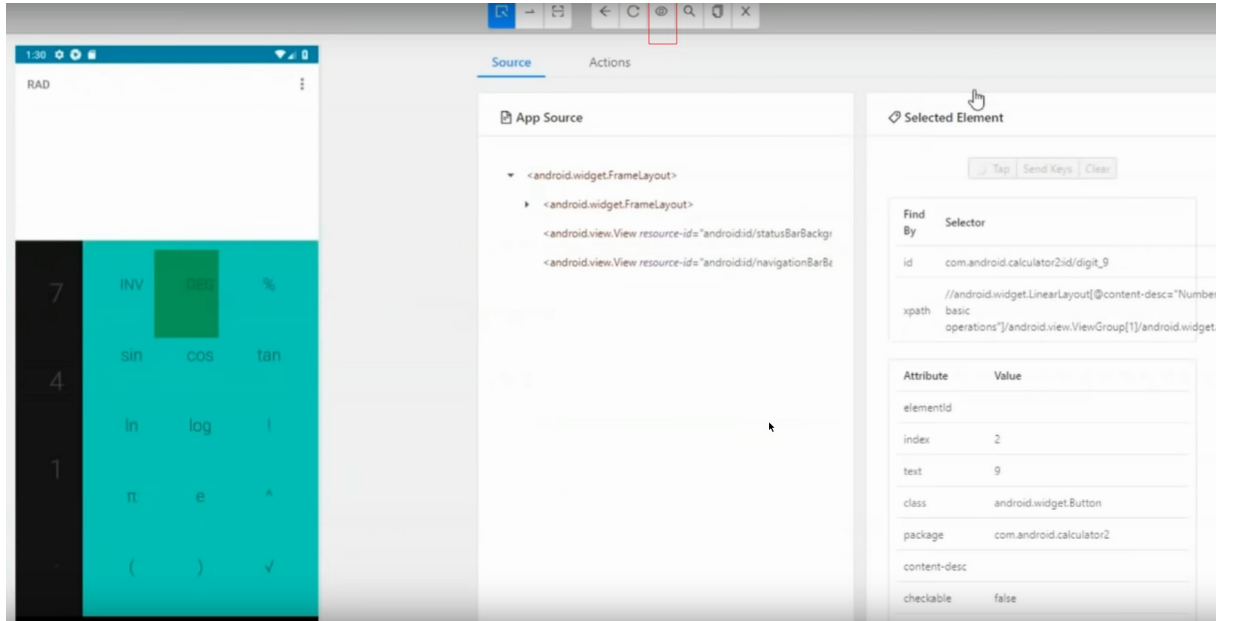 1:30
RAD
7
4
1
INV DEG %
sin cos tan
ln log !
π e ^
( ) √
Source Actions
App Source
<android.widget.FrameLayout>
<android.widget.FrameLayout>
<android.view.View resource-id="android:id/statusBarBackgr
<android.view.View resource-id="android:id/navigationBarBa
Selected Element
Tap Send Keys Clear
Find By Selector
id com.android.calculator2:id/digit_9
xpath //android.widget.LinearLayout[@content-desc="Number
basic
operations"]/android.view.ViewGroup[1]/android.widget.
Attribute Value
elementId
index 2
text 9
class android.widget.Button
package com.android.calculator2
content-desc
checkable false